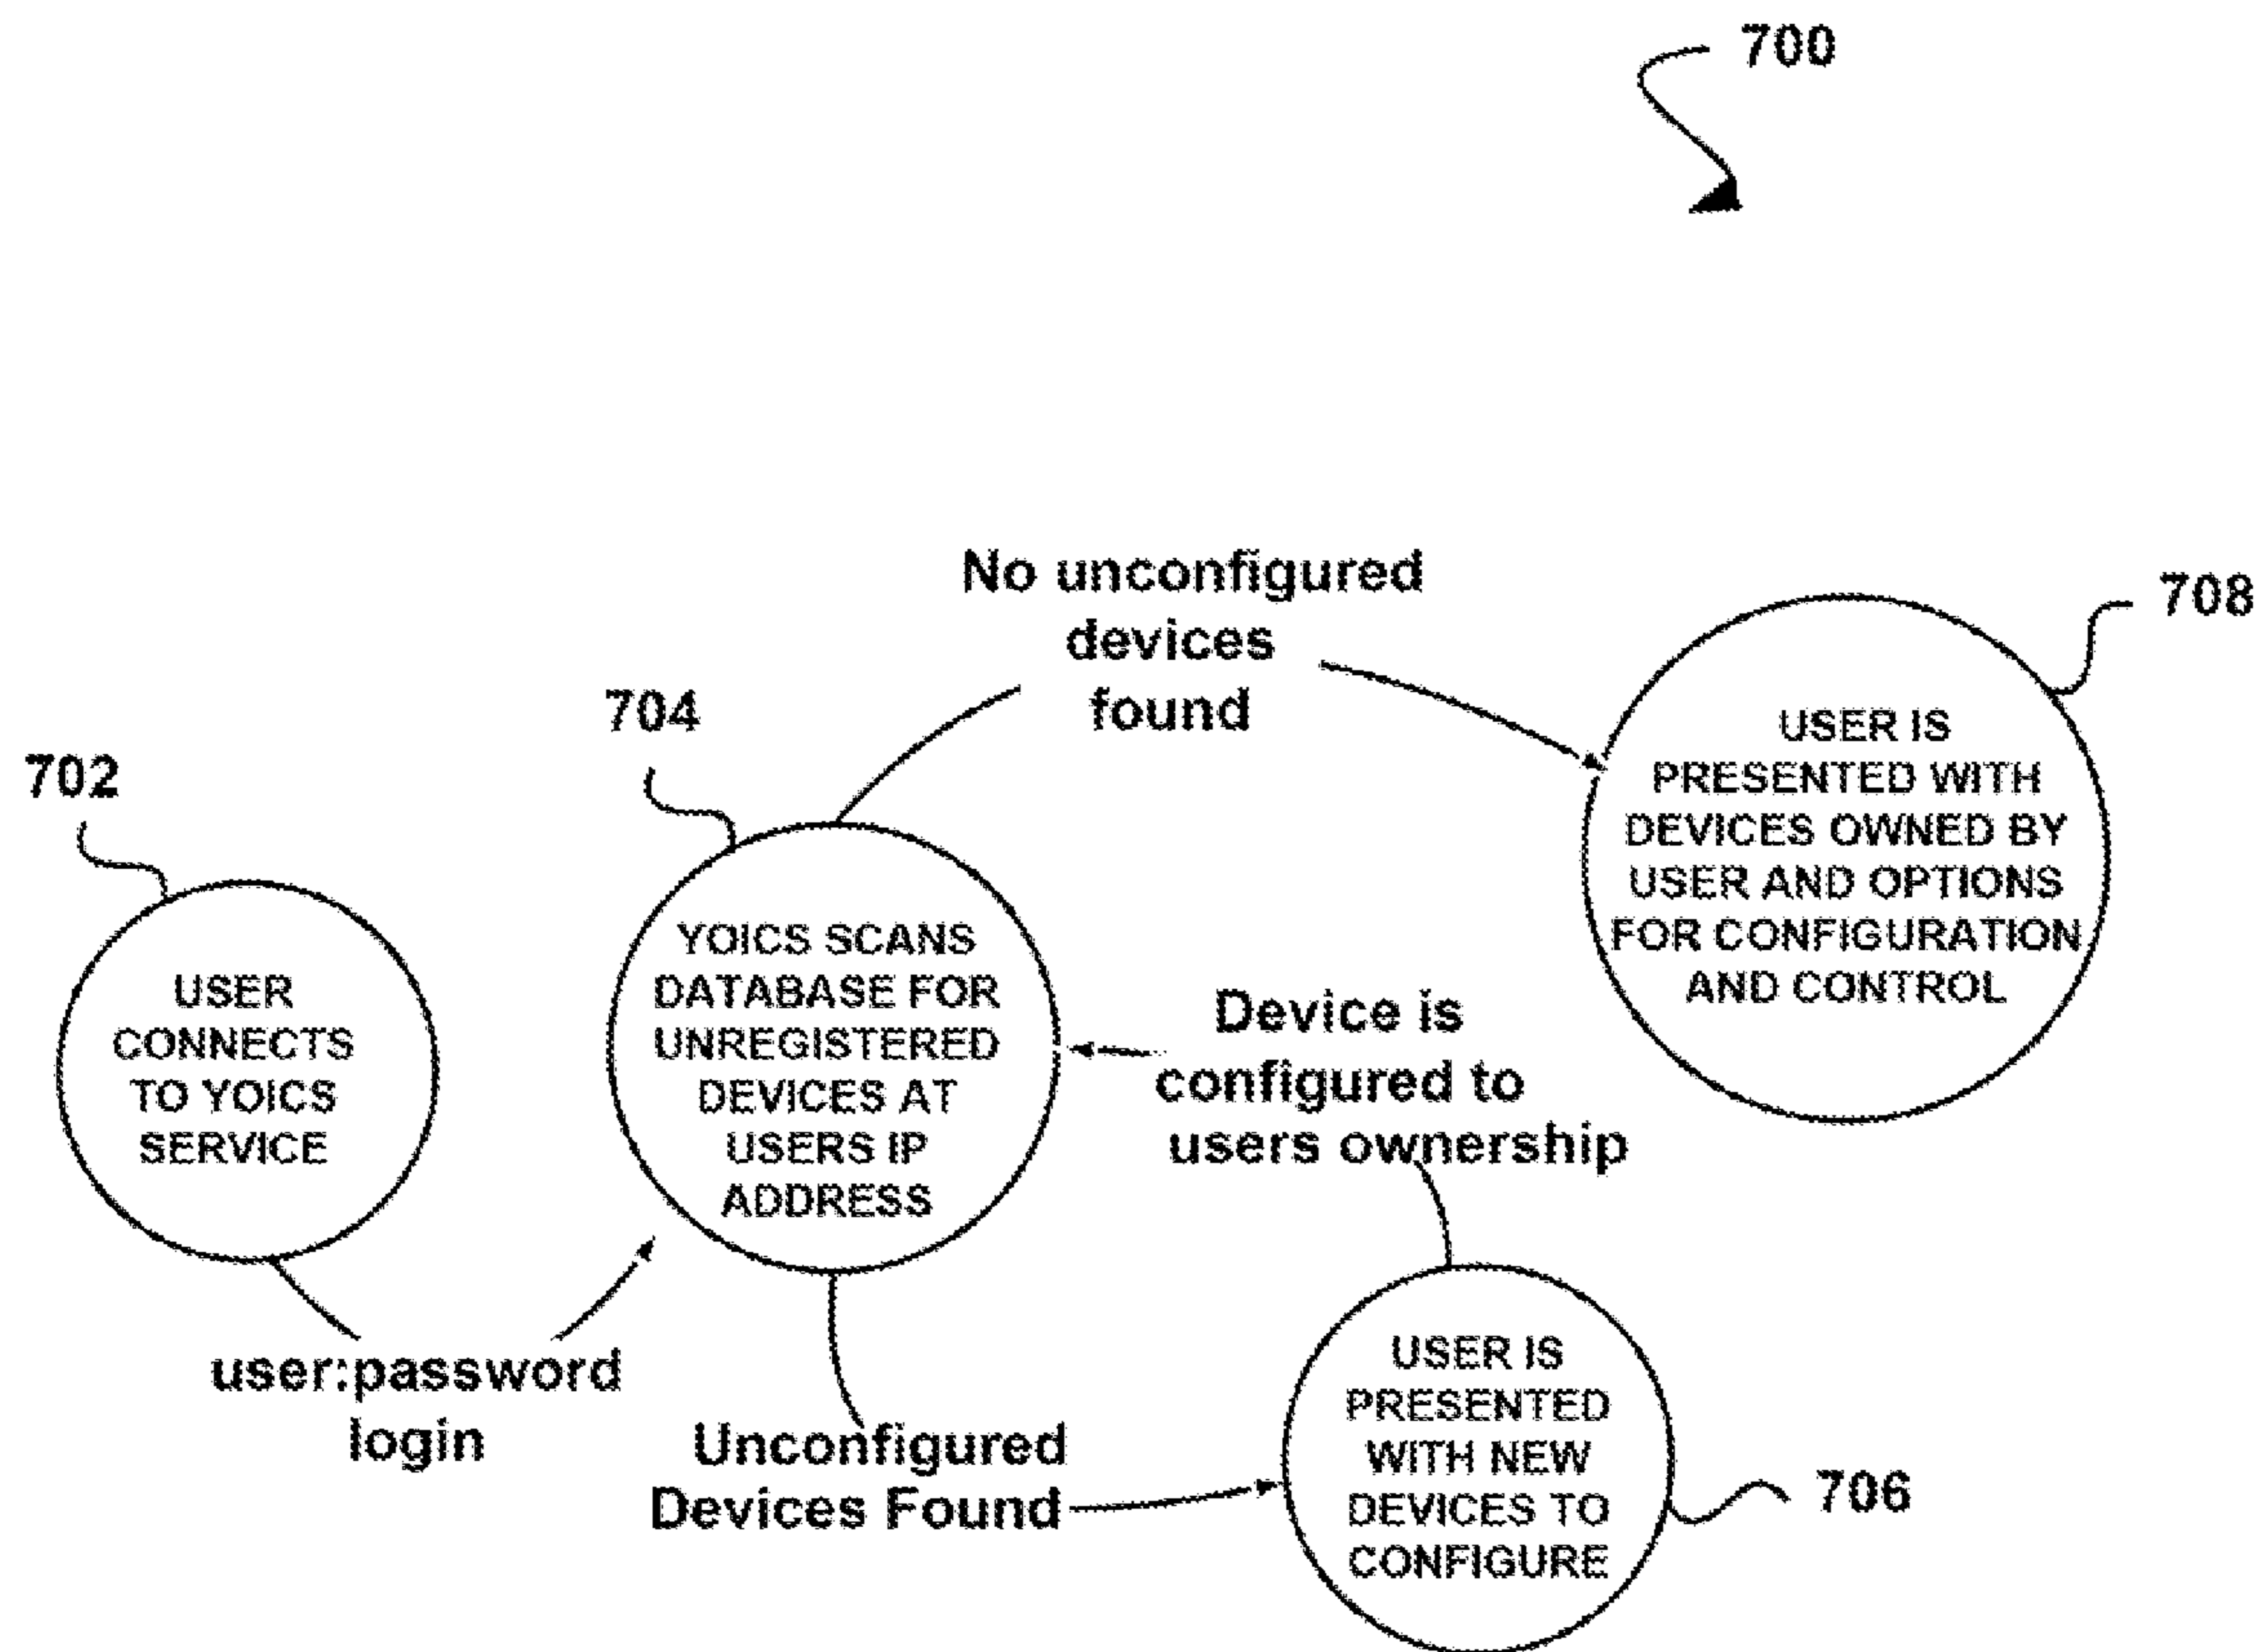 700
No unconfigured
devices
found
708
704
702
USER IS
PRESENTED WITH
DEVICES OWNED BY
USER AND OPTIONS
FOR CONFIGURATION
AND CONTROL
YOICS SCANS
DATABASE FOR
UNREGISTERED
DEVICES AT
USERS IP
ADDRESS
USER
CONNECTS
TO YOICS
SERVICE
Device is
configured to
users ownership
user:password
login
Unconfigured
Devices Found
USER IS
PRESENTED
WITH NEW
DEVICES TO
CONFIGURE
706